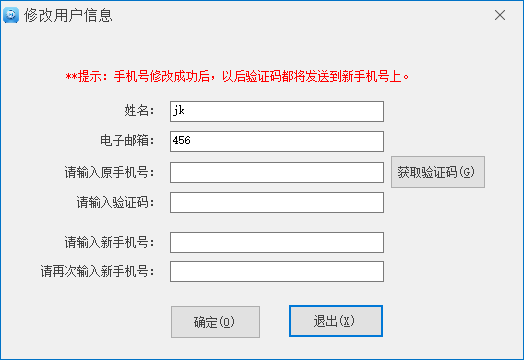 修改用户信息
**提示：手机号修改成功后，以后验证码都将发送到新手机号上。
姓名： jk
电子邮箱： 456
请输入原手机号： 获取验证码(G)
请输入验证码：
请输入新手机号：
请再次输入新手机号：
确定(O) 退出(X)